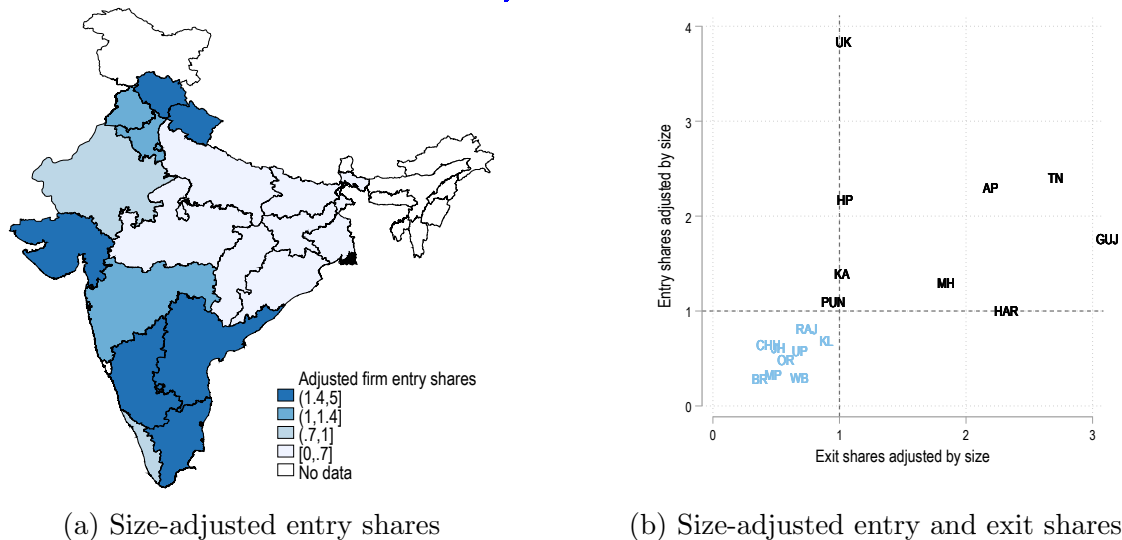 Adjusted firm entry shares
(1.4,5]
(1,1.4]
(.7,1]
[0,.7]
No data
(a) Size-adjusted entry shares
Entry shares adjusted by size
4
3
2
1
0
UK
TN
AP
HP
GUJ
KA
MH
PUN
HAR
RAJ
KL
JH
UP
OR
BR
MP
WB
0
1
2
3
Exit shares adjusted by size
(b) Size-adjusted entry and exit shares